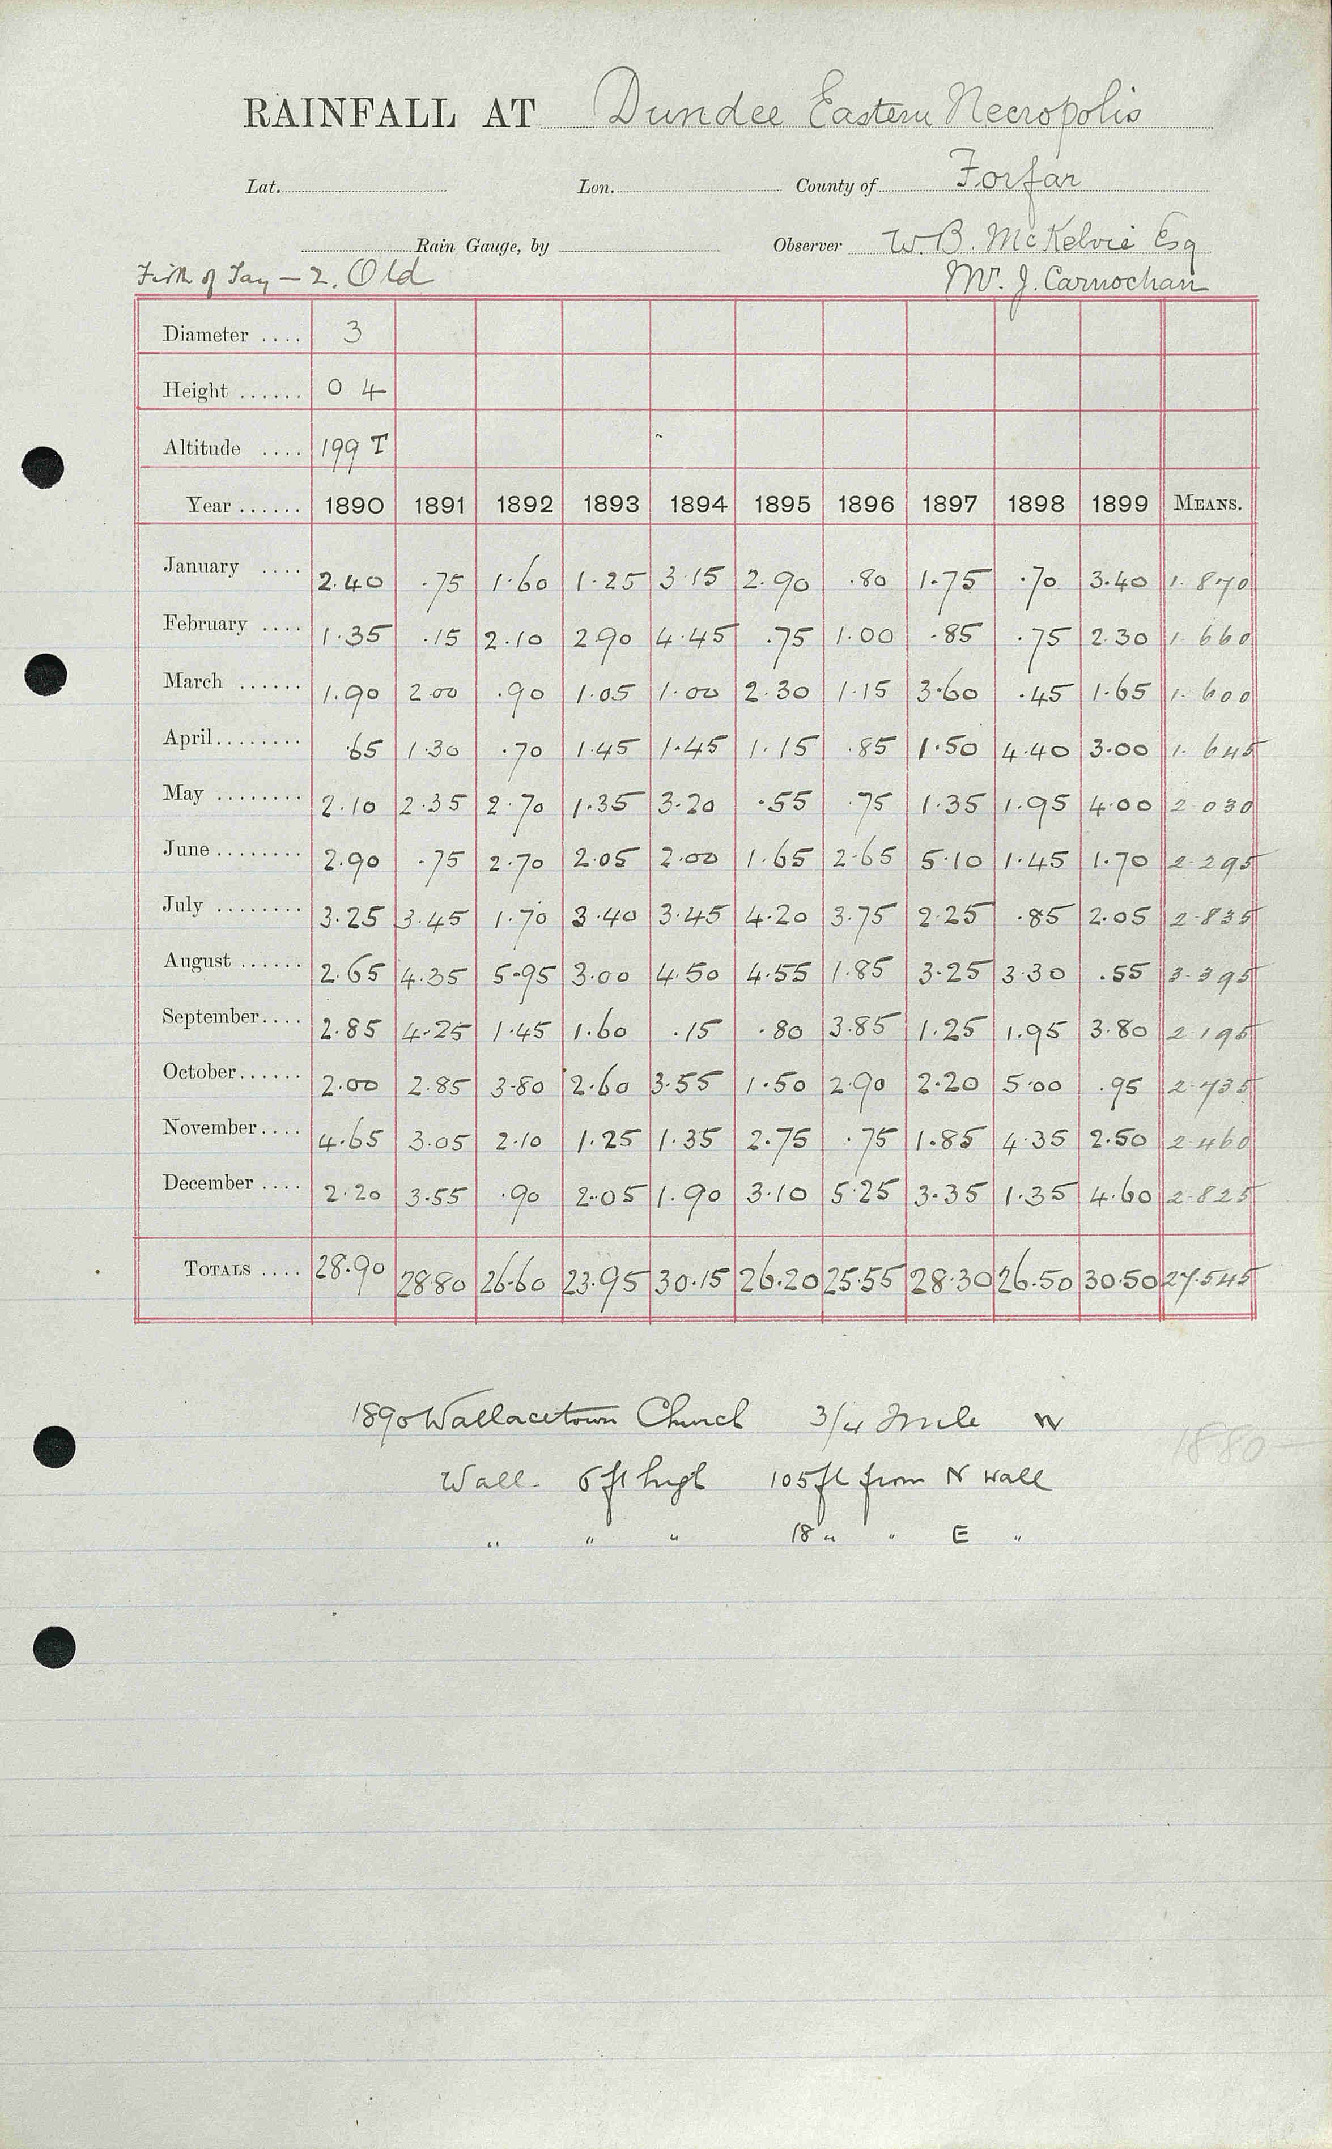 RAINFALL AT Dundee Eastern Necropolis
Lat. Lon. County of Forfar
Rain Gauge, by Observer W. B. McKelvie Esq
Firth of Tay — 2. Old Mr. J. Carnochan
Diameter .... 3
Height ...... 0 4
Altitude .... 199 T
Year ...... 1890 1891 1892 1893 1894 1895 1896 1897 1898 1899 MEANS.
January .... 2.40 .75 1.60 1.25 3.15 2.90 .80 1.75 .70 3.40 1.870
February .... 1.35 .15 2.10 2.90 4.45 .75 1.00 .85 .75 2.30 1.660
March ...... 1.90 2.00 .90 1.05 1.00 2.30 1.15 3.60 .45 1.65 1.600
April........ .65 1.30 .70 1.45 1.45 1.15 .85 1.50 4.40 3.00 1.645
May ........ 2.10 2.35 2.70 1.35 3.20 .55 .75 1.35 1.95 4.00 2.030
June........ 2.90 .75 2.70 2.05 2.00 1.65 2.65 5.10 1.45 1.70 2.295
July ........ 3.25 3.45 1.70 3.40 3.45 4.20 3.75 2.25 .85 2.05 2.835
August ...... 2.65 4.35 5.95 3.00 4.50 4.55 1.85 3.25 3.30 .55 3.395
September.... 2.85 4.25 1.45 1.60 .15 .80 3.85 1.25 1.95 3.80 2.195
October...... 2.00 2.85 3.80 2.60 3.55 1.50 2.90 2.20 5.00 .95 2.735
November.... 4.65 3.05 2.10 1.25 1.35 2.75 .75 1.85 4.35 2.50 2.460
December .... 2.20 3.55 .90 2.05 1.90 3.10 5.25 3.35 1.35 4.60 2.825
TOTALS .... 28.90 28.80 26.60 23.95 30.15 26.20 25.55 28.30 26.50 30.50 27.545
1890 Wallacetown Church 3/4 Mile W
1880 —
Wall. 6 ft high 105 ft from N wall
" " " 18 " " E "